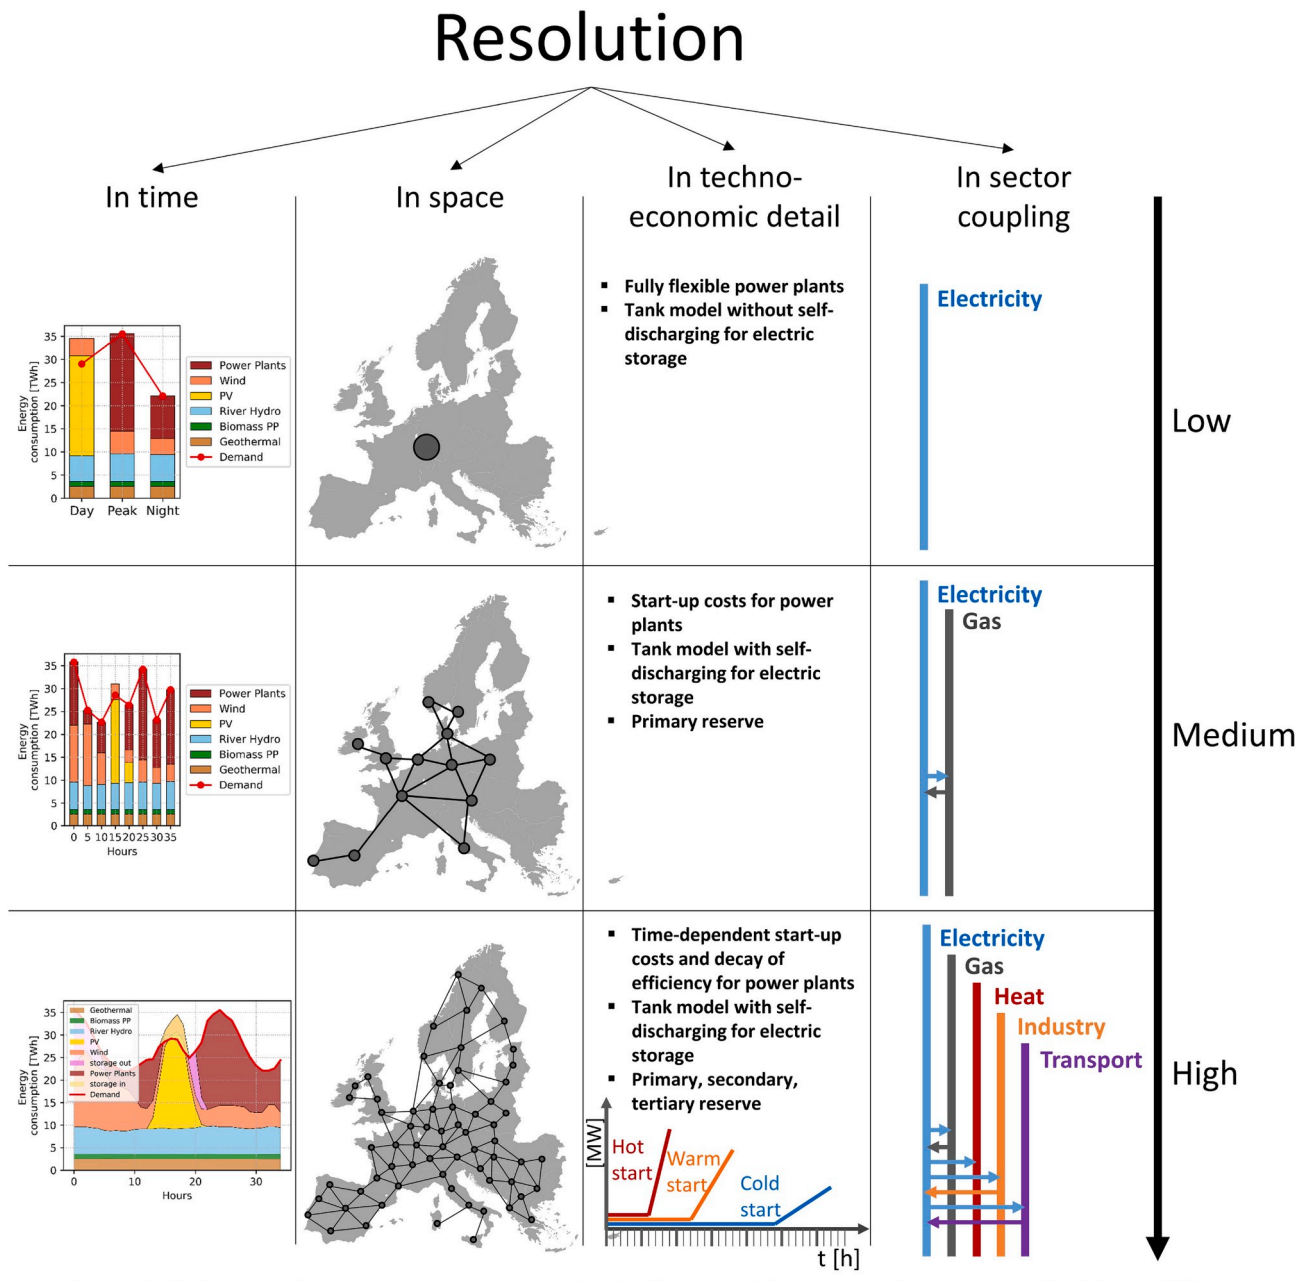 Resolution
In time
In space
In techno-
economic detail
In sector
coupling
Energy
consumption [TWh]
35
30
25
20
15
10
5
0
Day Peak Night
Power Plants
Wind
PV
River Hydro
Biomass PP
Geothermal
Demand
▪ Fully flexible power plants
▪ Tank model without self-
discharging for electric
storage
Electricity
Low
Energy
consumption [TWh]
35
30
25
20
15
10
5
0
0 5 10 15 20 25 30 35
Hours
Power Plants
Wind
PV
River Hydro
Biomass PP
Geothermal
Demand
▪ Start-up costs for power
plants
▪ Tank model with self-
discharging for electric
storage
▪ Primary reserve
Electricity
Gas
Medium
Energy
consumption [TWh]
35
30
25
20
15
10
5
0
0 10 20 30
Hours
Geothermal
Biomass PP
River Hydro
PV
Wind
storage out
Power Plants
storage in
Demand
▪ Time-dependent start-up
costs and decay of
efficiency for power plants
▪ Tank model with self-
discharging for electric
storage
▪ Primary, secondary,
tertiary reserve
[MW]
Hot
start
Warm
start
Cold
start
t [h]
Electricity
Gas
Heat
Industry
Transport
High